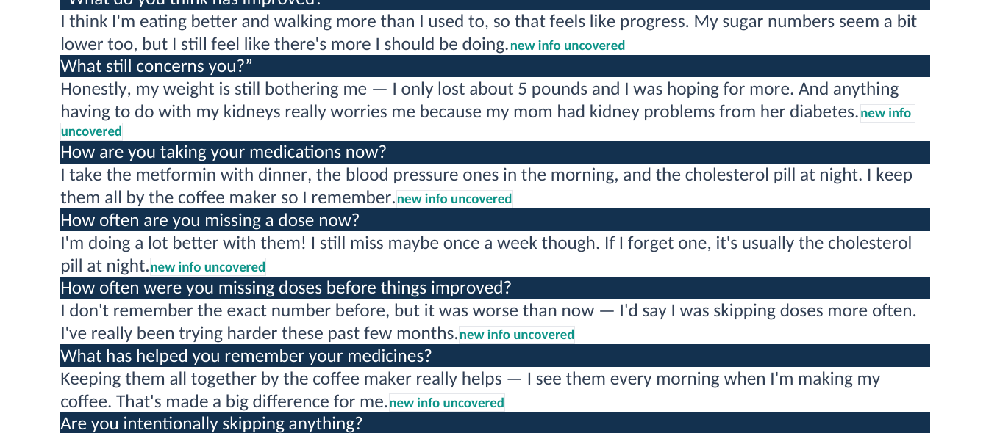 "What do you think has improved?
I think I'm eating better and walking more than I used to, so that feels like progress. My sugar numbers seem a bit
lower too, but I still feel like there's more I should be doing.new info uncovered
What still concerns you?”
Honestly, my weight is still bothering me — I only lost about 5 pounds and I was hoping for more. And anything
having to do with my kidneys really worries me because my mom had kidney problems from her diabetes.new info
uncovered
How are you taking your medications now?
I take the metformin with dinner, the blood pressure ones in the morning, and the cholesterol pill at night. I keep
them all by the coffee maker so I remember.new info uncovered
How often are you missing a dose now?
I'm doing a lot better with them! I still miss maybe once a week though. If I forget one, it's usually the cholesterol
pill at night.new info uncovered
How often were you missing doses before things improved?
I don't remember the exact number before, but it was worse than now — I'd say I was skipping doses more often.
I've really been trying harder these past few months.new info uncovered
What has helped you remember your medicines?
Keeping them all together by the coffee maker really helps — I see them every morning when I'm making my
coffee. That's made a big difference for me.new info uncovered
Are you intentionally skipping anything?